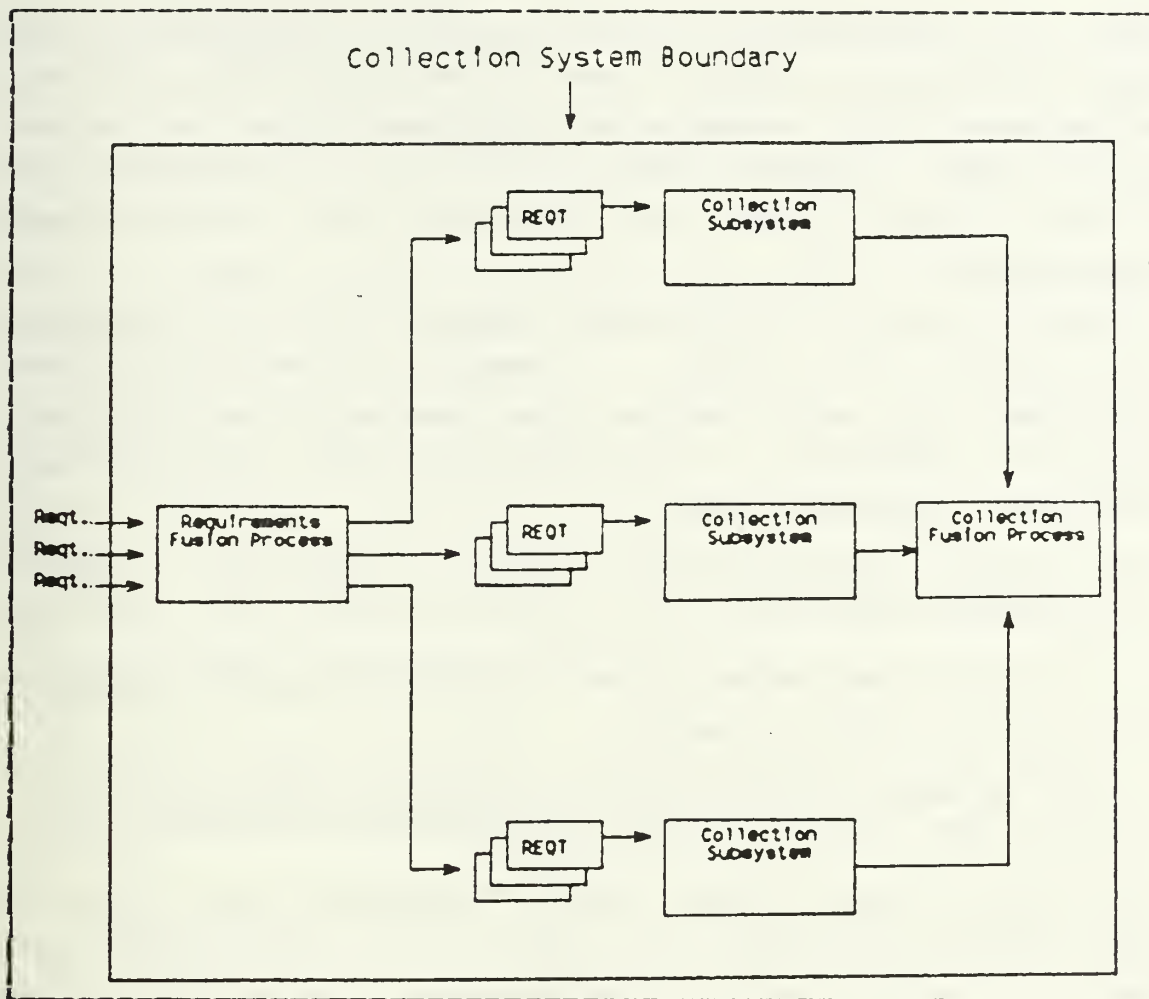 Collection System Boundary
REQT
Collection
Subsystem
Reqt..
Reqt..
Reqt..
Requirements
Fusion Process
REQT
Collection
Subsystem
Collection
Fusion Process
REQT
Collection
Subsystem